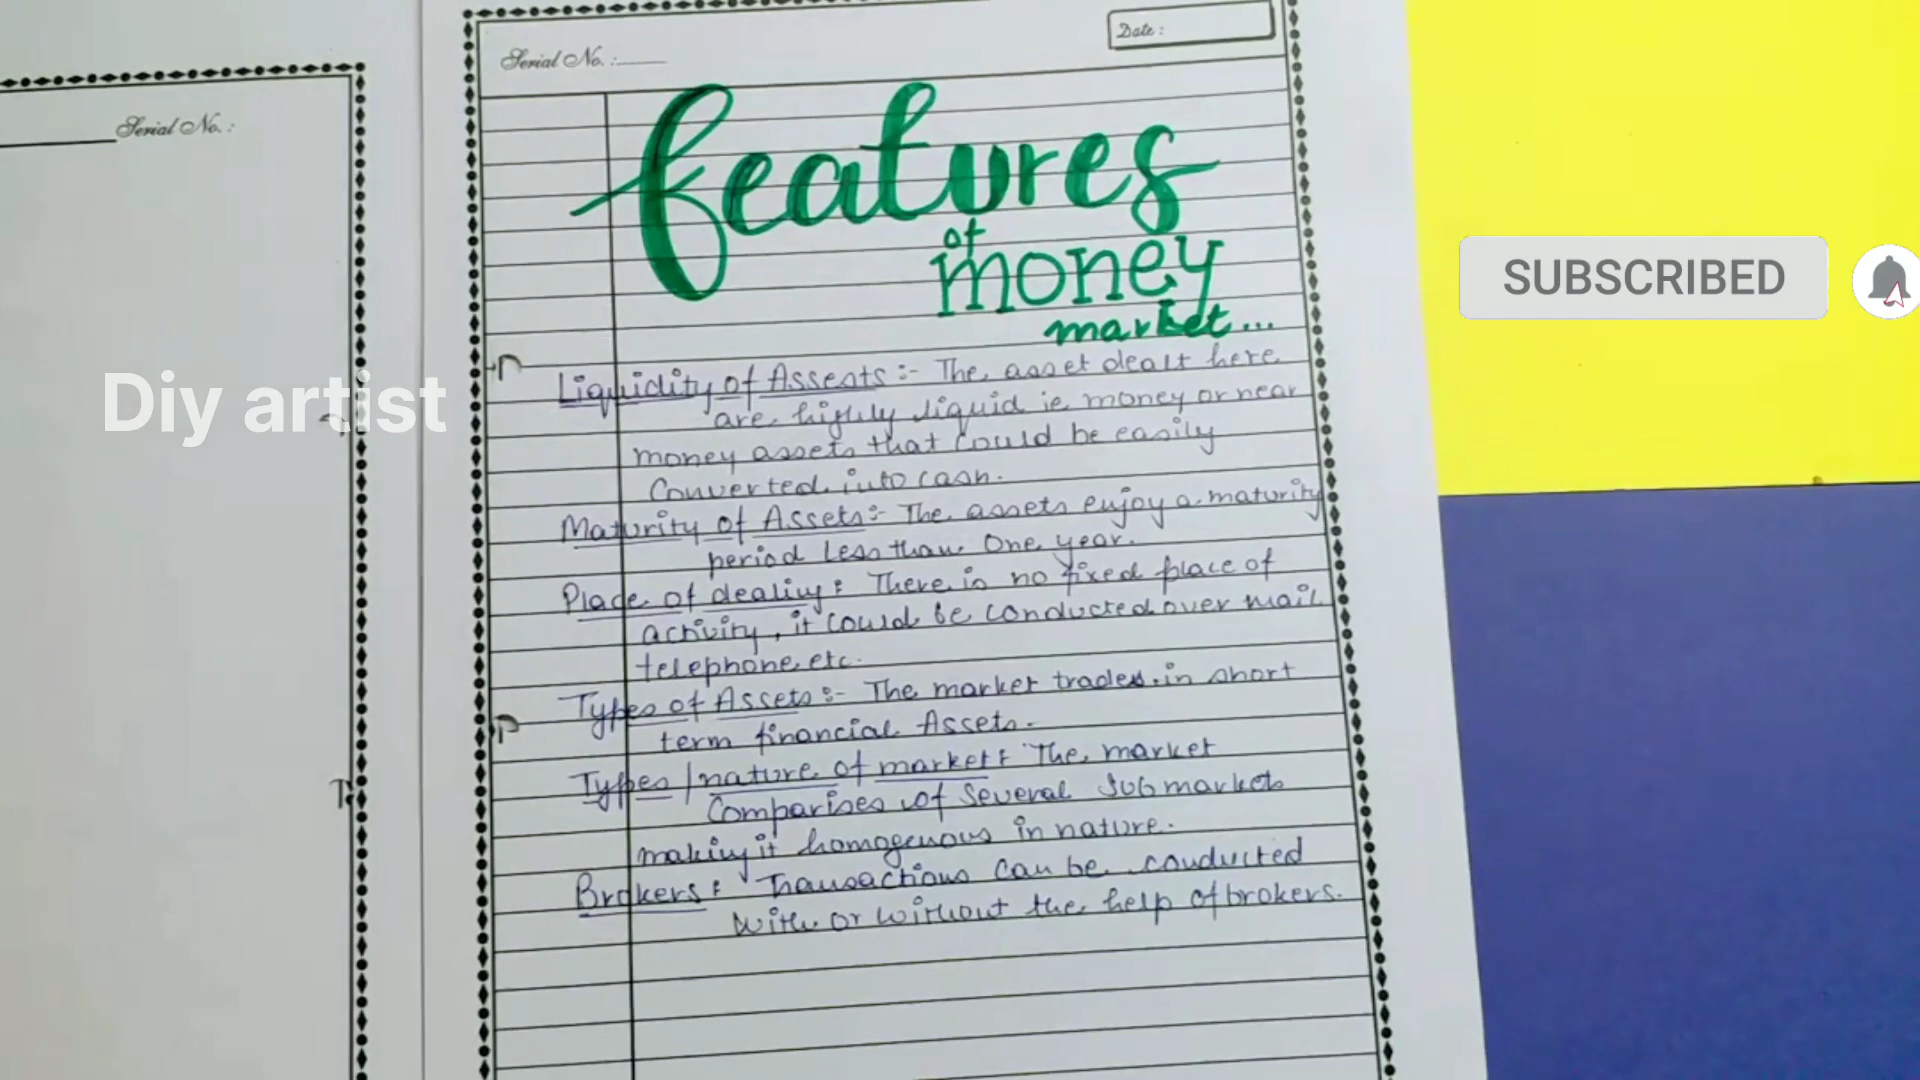 Serial No. :
Date :
Serial No. :
features
of
money
market...
Liquidity of Asseats :- The asset dealt here
are highly liquid ie money or near
money assets that could be easily
Converted into cash.
Maturity of Assets:- The assets enjoy a maturity
period Less than One year.
Place of dealing : There is no fixed place of
activity, it could be conducted over mail
telephone etc.
Types of Assets :- The market trades in short
term financial Assets.
Types / nature of market : The market
Comparises of several submarkets
making it homogenous in nature.
Brokers : Transactions can be conducted
with or without the help of brokers.
Diy artist
SUBSCRIBED